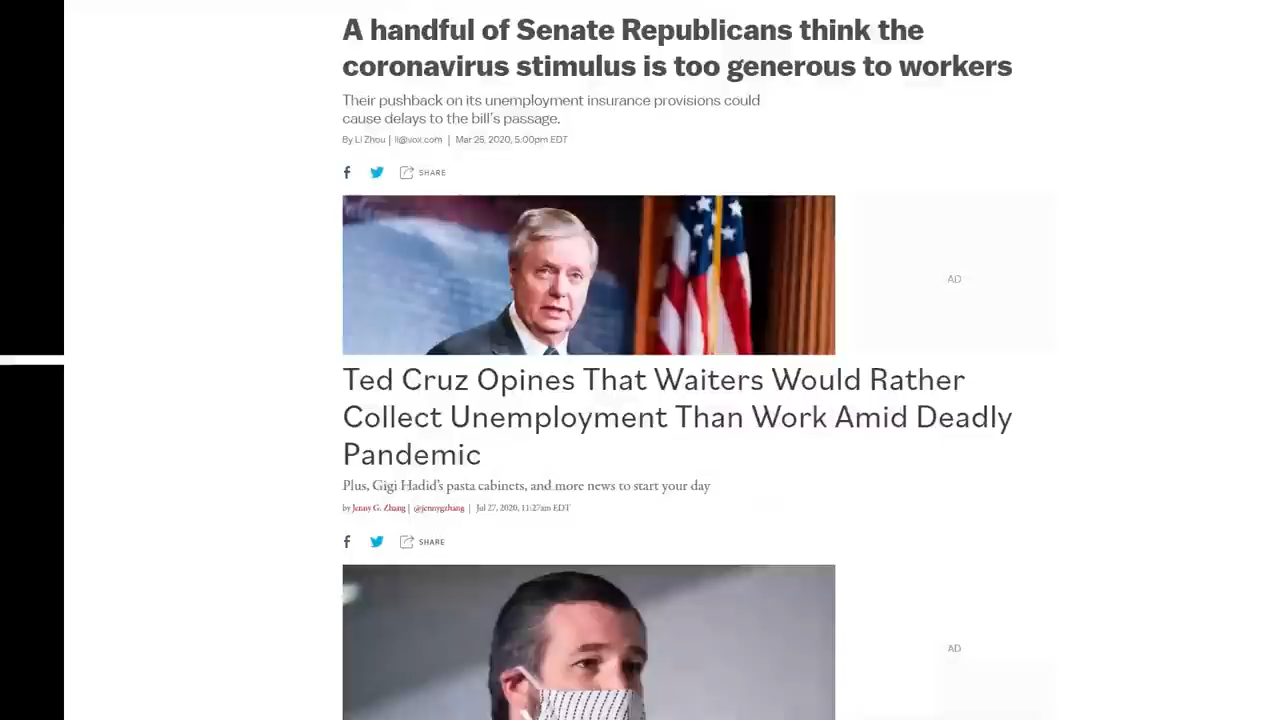 A handful of Senate Republicans think the
coronavirus stimulus is too generous to workers
Their pushback on its unemployment insurance provisions could
cause delays to the bill's passage.
By Li Zhou | li@vox.com | Mar 25, 2020, 5:00pm EDT
SHARE
AD
Ted Cruz Opines That Waiters Would Rather
Collect Unemployment Than Work Amid Deadly
Pandemic
Plus, Gigi Hadid's pasta cabinets, and more news to start your day
by Jenny G. Zhang | @jennygzhang | Jul 27, 2020, 11:27am EDT
SHARE
AD